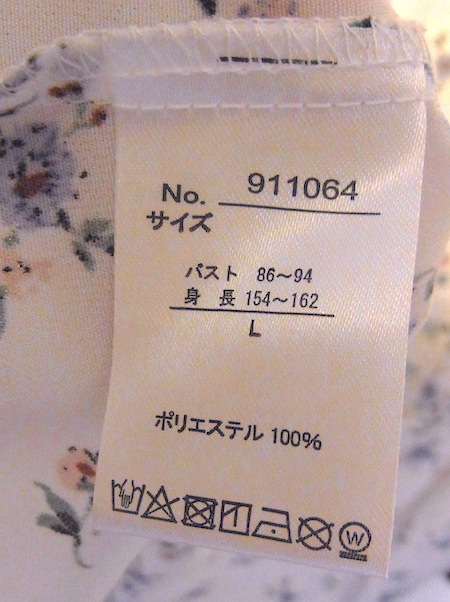 No. 911064
サイズ
バスト 86～94
身 長 154～162
L
ポリエステル 100%
W